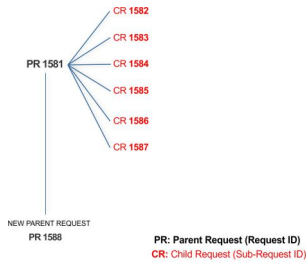 CR 1582
CR 1583
PR 1581
CR 1584
CR 1585
CR 1586
CR 1587
NEW PARENT REQUEST
PR 1588
PR: Parent Request (Request ID)
CR: Child Request (Sub-Request ID)